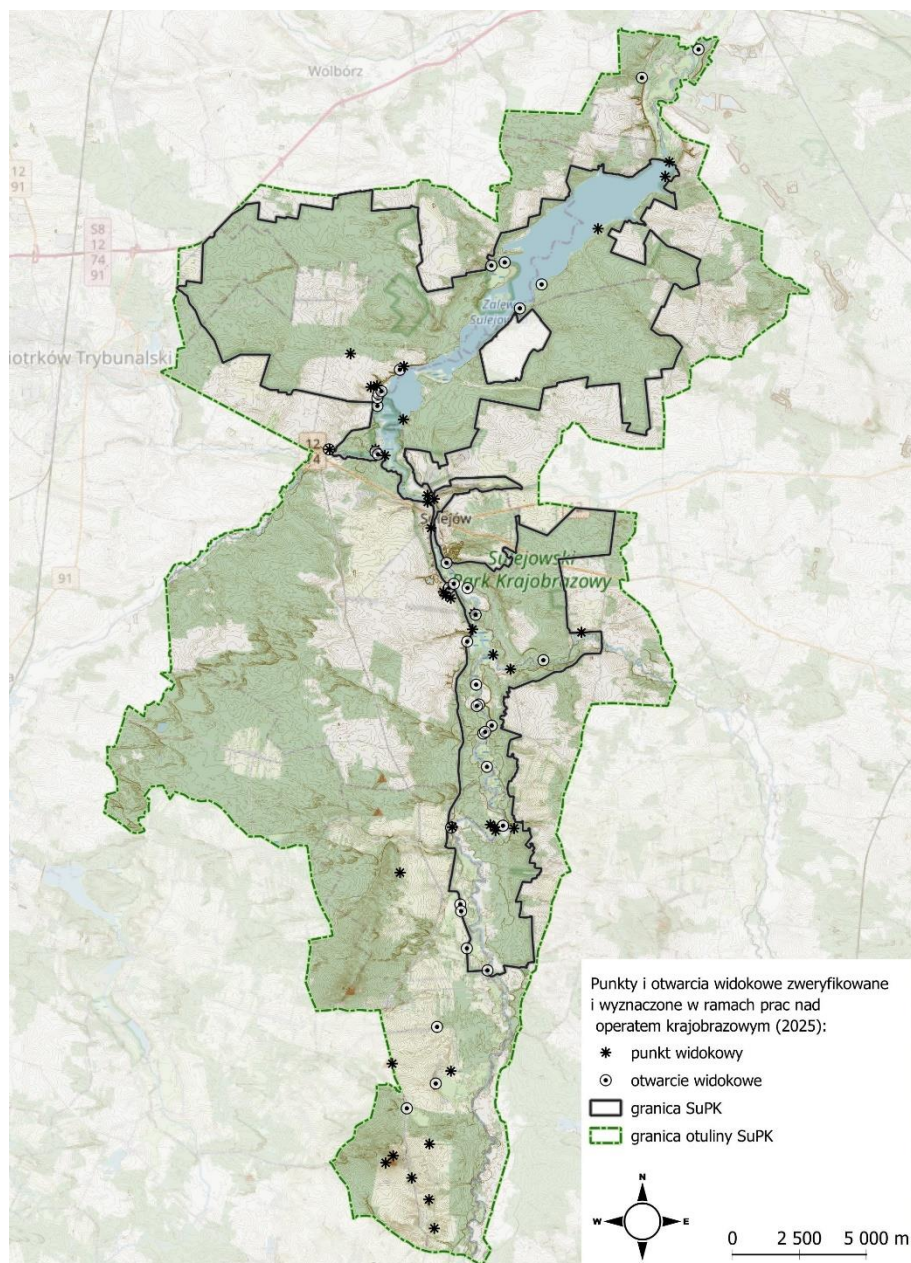 Wolbórz
12
91
S8
12
74
91
Zalew
Sulejow
iotrków Trybunalski
12
74
Sulejów
Sulejowski
Park Krajobrazowy
91
Punkty i otwarcia widokowe zweryfikowane
i wyznaczone w ramach prac nad
operatem krajobrazowym (2025):
punkt widokowy
otwarcie widokowe
granica SuPK
granica otuliny SuPK
N
W E
0 2 500 5 000 m